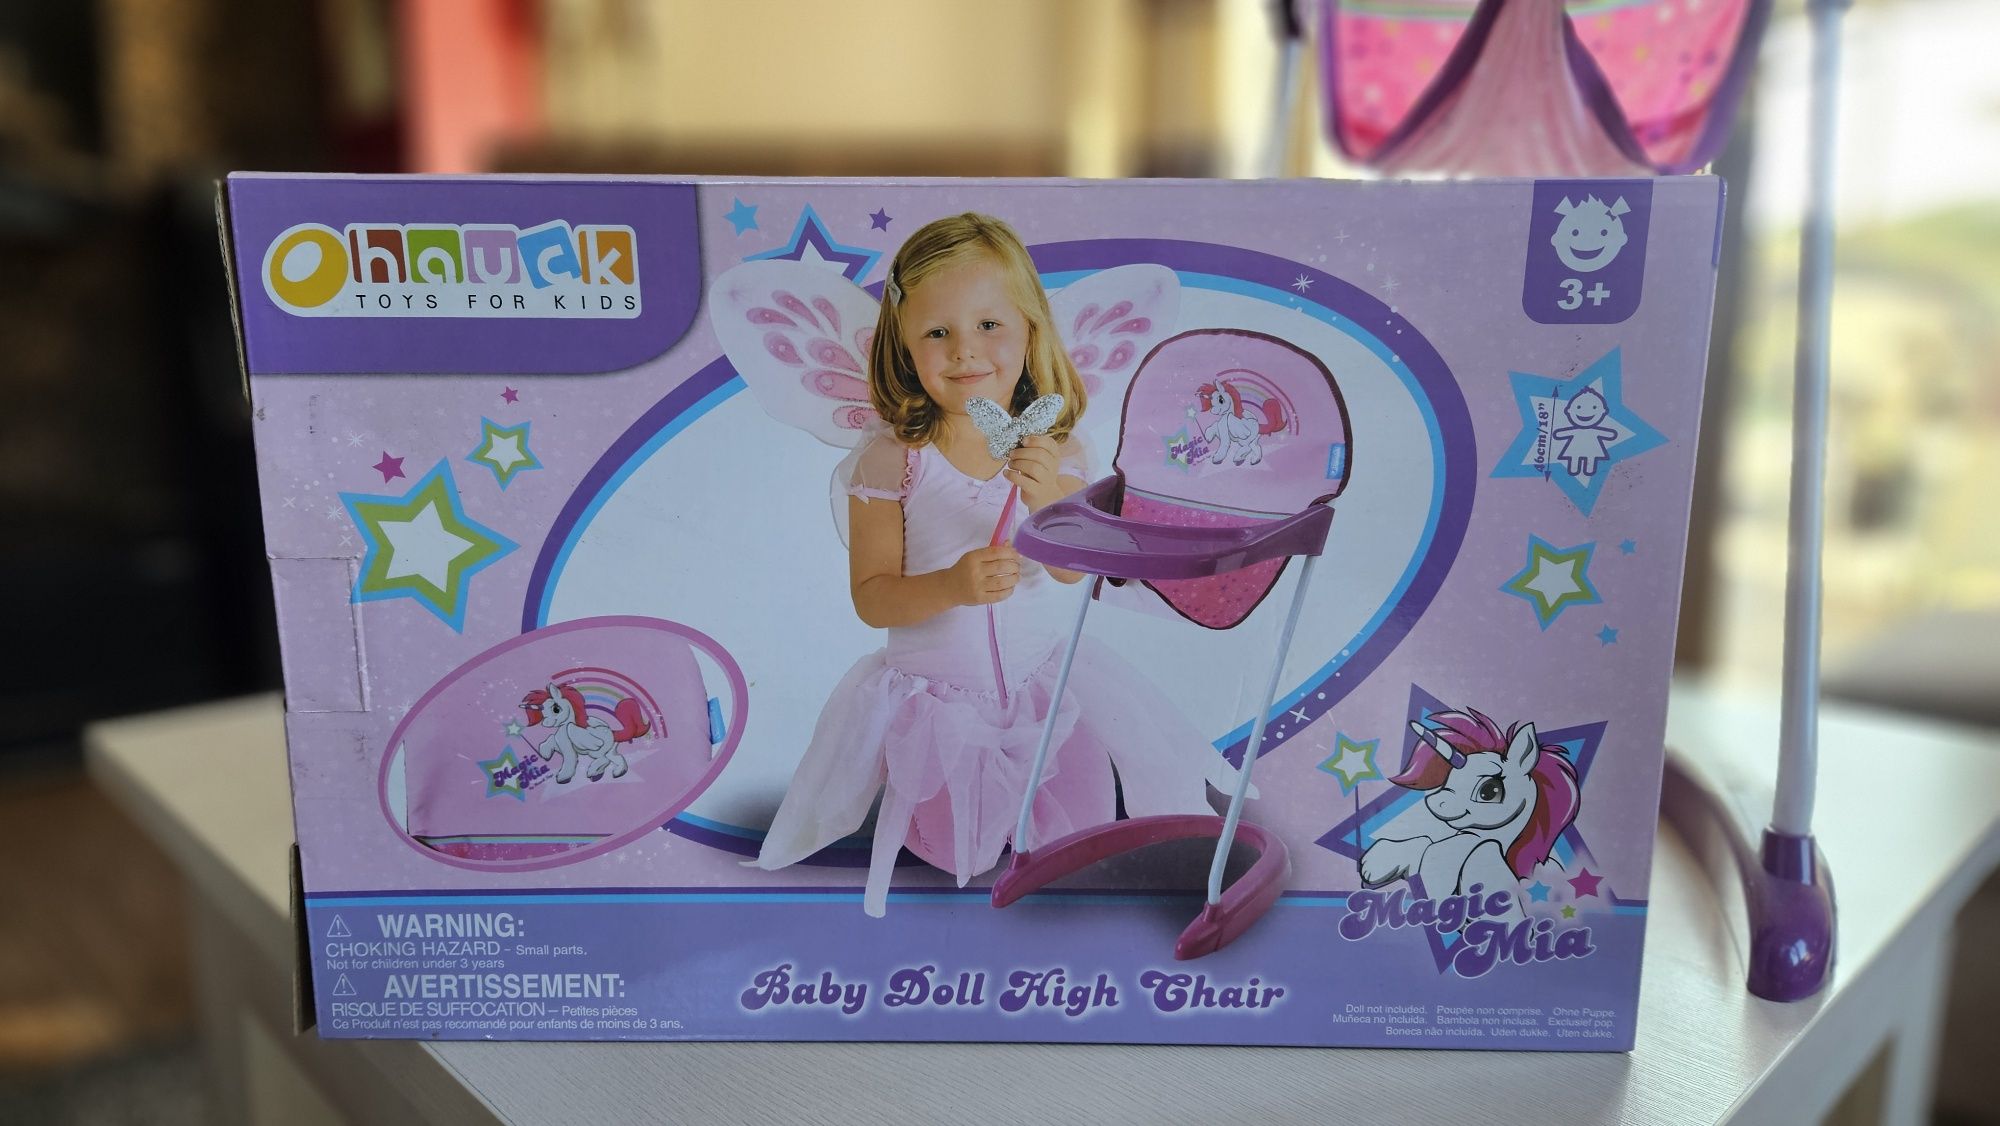 hauck
TOYS FOR KIDS
3+
46cm/18"
Magic
Mia
Magic
Mia
Magic
Mia
WARNING:
CHOKING HAZARD - Small parts.
Not for children under 3 years
AVERTISSEMENT:
RISQUE DE SUFFOCATION - Petites pièces
Ce Produit n'est pas recomandé pour enfants de moins de 3 ans.
Baby Doll High Chair
Doll not included. Poupée non comprise. Ohne Puppe.
Muñeca no incluida. Bambola non inclusa. Exclusief pop.
Boneca não incluída. Uden dukke. Uten dukke.